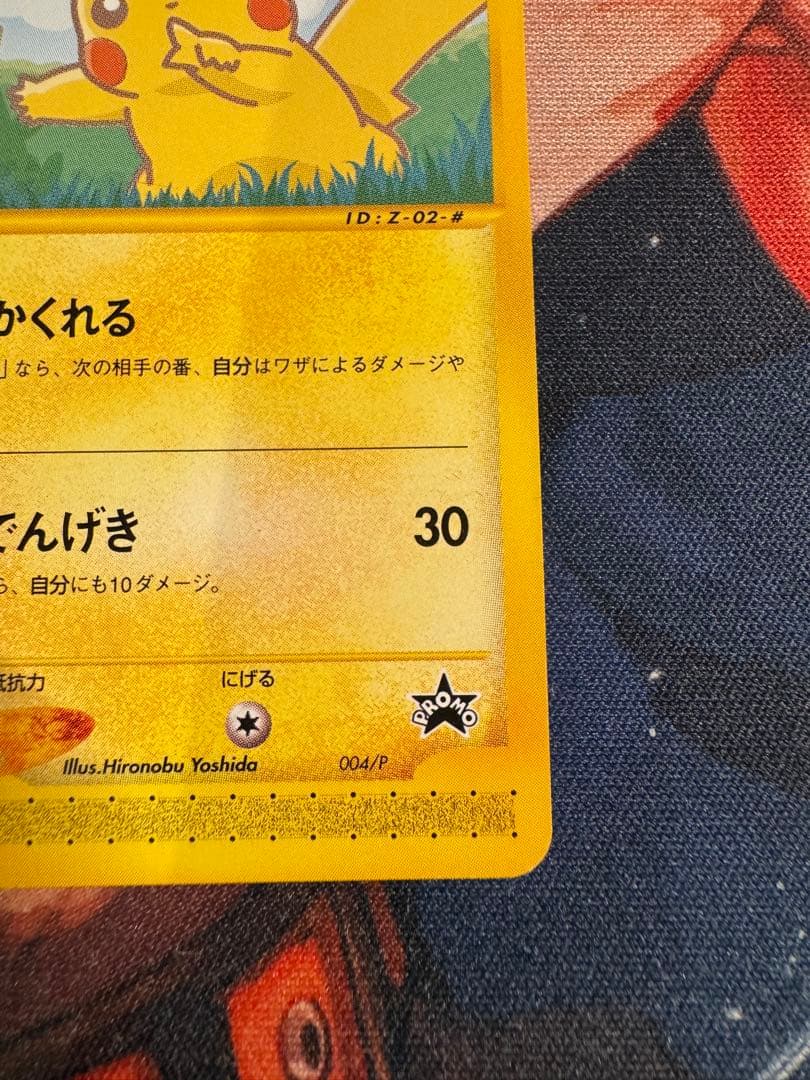 ID : Z-02-#
かくれる
」なら、次の相手の番、自分はワザによるダメージや
でんげき 30
ら、自分にも10ダメージ。
抵抗力 にげる
PROMO
Illus.Hironobu Yoshida 004/P